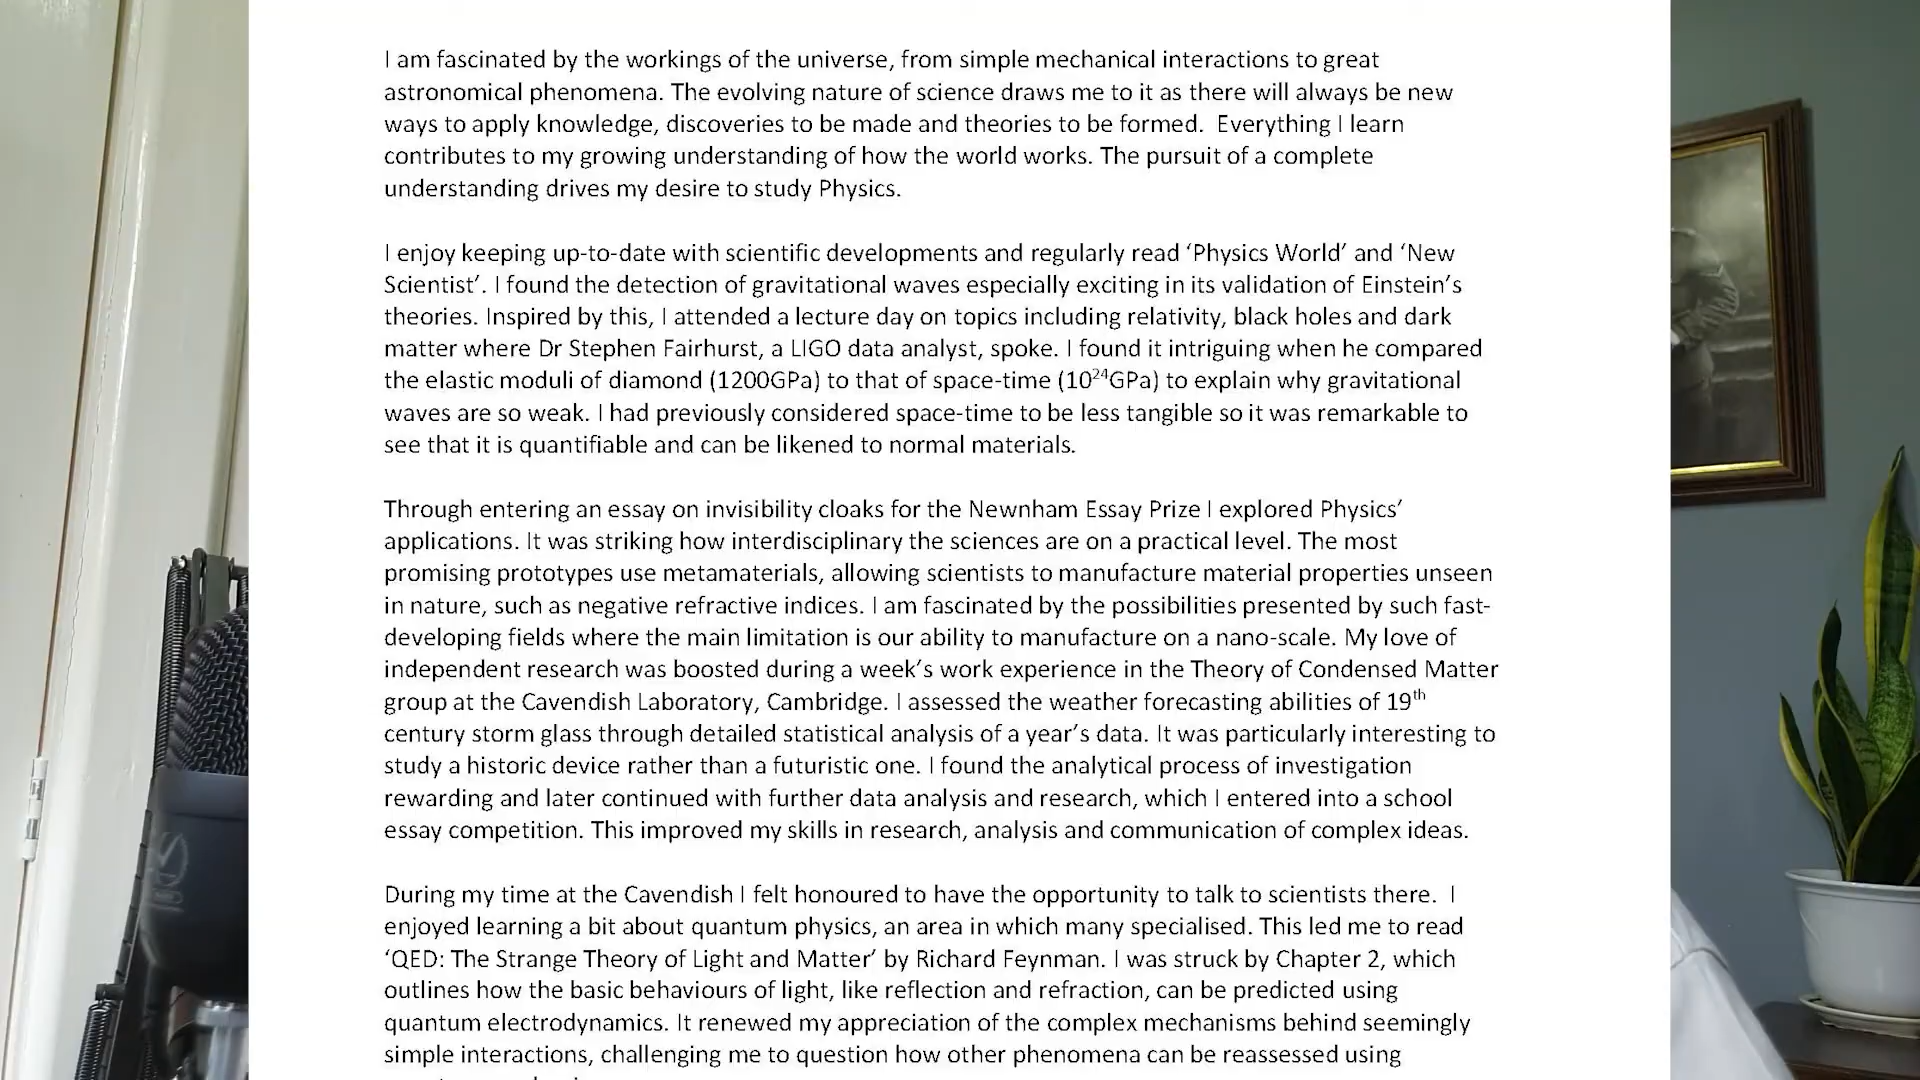 I am fascinated by the workings of the universe, from simple mechanical interactions to great
astronomical phenomena. The evolving nature of science draws me to it as there will always be new
ways to apply knowledge, discoveries to be made and theories to be formed.  Everything I learn
contributes to my growing understanding of how the world works. The pursuit of a complete
understanding drives my desire to study Physics.
I enjoy keeping up-to-date with scientific developments and regularly read ‘Physics World’ and ‘New
Scientist’. I found the detection of gravitational waves especially exciting in its validation of Einstein’s
theories. Inspired by this, I attended a lecture day on topics including relativity, black holes and dark
matter where Dr Stephen Fairhurst, a LIGO data analyst, spoke. I found it intriguing when he compared
the elastic moduli of diamond (1200GPa) to that of space-time (10²⁴GPa) to explain why gravitational
waves are so weak. I had previously considered space-time to be less tangible so it was remarkable to
see that it is quantifiable and can be likened to normal materials.
Through entering an essay on invisibility cloaks for the Newnham Essay Prize I explored Physics’
applications. It was striking how interdisciplinary the sciences are on a practical level. The most
promising prototypes use metamaterials, allowing scientists to manufacture material properties unseen
in nature, such as negative refractive indices. I am fascinated by the possibilities presented by such fast-
developing fields where the main limitation is our ability to manufacture on a nano-scale. My love of
independent research was boosted during a week’s work experience in the Theory of Condensed Matter
group at the Cavendish Laboratory, Cambridge. I assessed the weather forecasting abilities of 19th
century storm glass through detailed statistical analysis of a year’s data. It was particularly interesting to
study a historic device rather than a futuristic one. I found the analytical process of investigation
rewarding and later continued with further data analysis and research, which I entered into a school
essay competition. This improved my skills in research, analysis and communication of complex ideas.
During my time at the Cavendish I felt honoured to have the opportunity to talk to scientists there.  I
enjoyed learning a bit about quantum physics, an area in which many specialised. This led me to read
‘QED: The Strange Theory of Light and Matter’ by Richard Feynman. I was struck by Chapter 2, which
outlines how the basic behaviours of light, like reflection and refraction, can be predicted using
quantum electrodynamics. It renewed my appreciation of the complex mechanisms behind seemingly
simple interactions, challenging me to question how other phenomena can be reassessed using